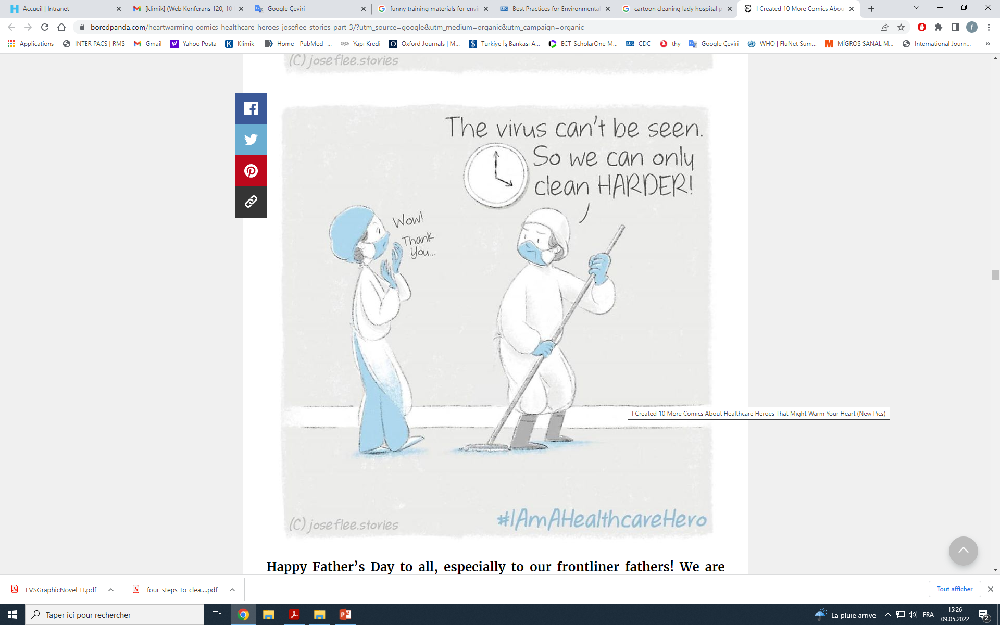 Accueil | Intranet
[klimik] (Web Konferans 120, 10
Google Çeviri
funny training materials for envi
Best Practices for Environmental
cartoon cleaning lady hospital p
I Created 10 More Comics Abou
boredpanda.com/heartwarming-comics-healthcare-heroes-joseflee-stories-part-3/?utm_source=google&utm_medium=organic&utm_campaign=organic
f
Applications
INTER PACS | RMS
Gmail
Yahoo Posta
Klimik
Home - PubMed -...
Yapı Kredi
Oxford Journals | M...
Türkiye İş Bankası A...
ECT-ScholarOne M...
CDC
thy
Google Çeviri
WHO | FluNet Sum...
MİGROS SANAL M...
International Journ...
»
(C) joseflee.stories
The virus can't be seen.
So we can only
clean HARDER!
Wow!
Thank
You...
I Created 10 More Comics About Healthcare Heroes That Might Warm Your Heart (New Pics)
(C) joseflee.stories
#IAmAHealthcareHero
Happy Father’s Day to all, especially to our frontliner fathers! We are
EVSGraphicNovel-H.pdf
four-steps-to-clea....pdf
Tout afficher
Taper ici pour rechercher
La pluie arrive
FRA
15:26
09.05.2022
2